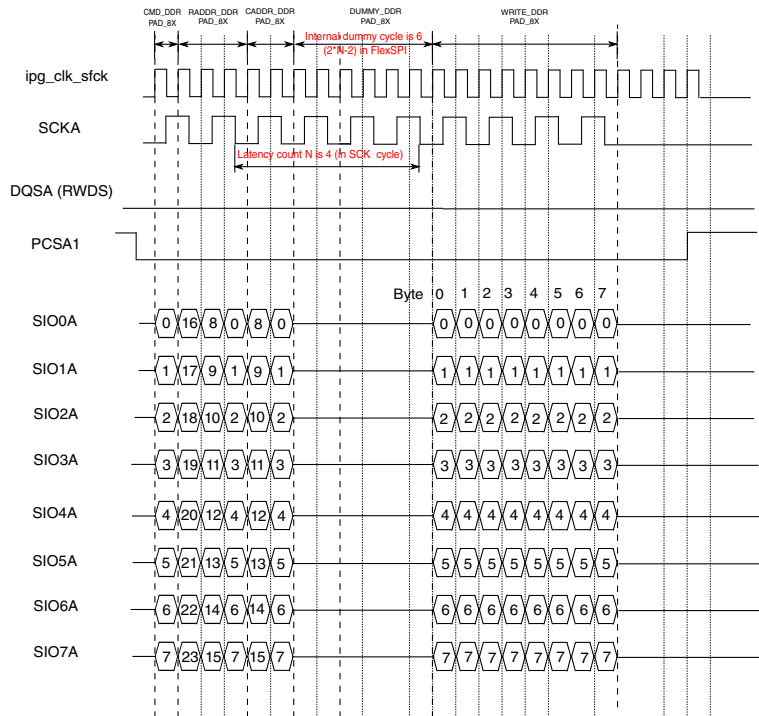 CMD_DDR RADDR_DDR CADDR_DDR DUMMY_DDR WRITE_DDR
PAD_8X PAD_8X PAD_8X PAD_8X PAD_8X
Internal dummy cycle is 6
(2*N-2) in FlexSPI
ipg_clk_sfck
SCKA
Latency count N is 4 (in SCK cycle)
DQSA (RWDS)
PCSA1
Byte 0 1 2 3 4 5 6 7
SIO0A 0 16 8 0 8 0 0 0 0 0 0 0 0 0
SIO1A 1 17 9 1 9 1 1 1 1 1 1 1 1 1
SIO2A 2 18 10 2 10 2 2 2 2 2 2 2 2 2
SIO3A 3 19 11 3 11 3 3 3 3 3 3 3 3 3
SIO4A 4 20 12 4 12 4 4 4 4 4 4 4 4 4
SIO5A 5 21 13 5 13 5 5 5 5 5 5 5 5 5
SIO6A 6 22 14 6 14 6 6 6 6 6 6 6 6 6
SIO7A 7 23 15 7 15 7 7 7 7 7 7 7 7 7